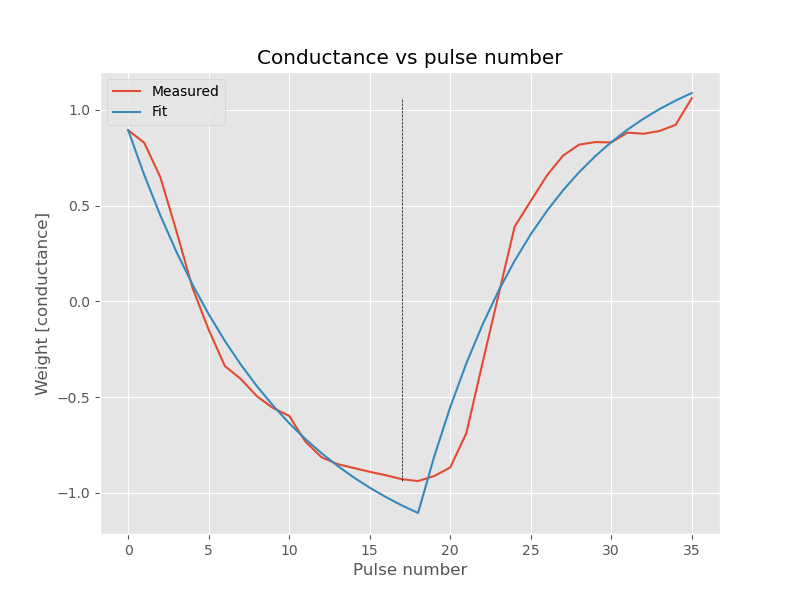 Conductance vs pulse number
Measured
Fit
1.0
0.5
0.0
−0.5
−1.0
Weight [conductance]
0 5 10 15 20 25 30 35
Pulse number